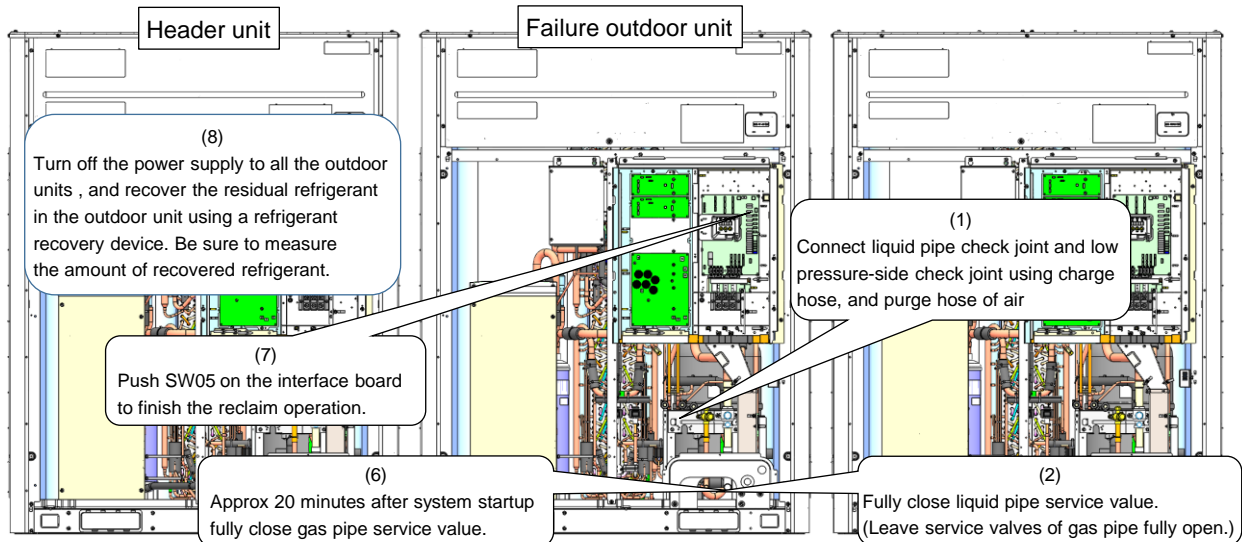 Header unit
Failure outdoor unit
(8)
Turn off the power supply to all the outdoor
units , and recover the residual refrigerant
in the outdoor unit using a refrigerant
recovery device. Be sure to measure
the amount of recovered refrigerant.
(1)
Connect liquid pipe check joint and low
pressure-side check joint using charge
hose, and purge hose of air
(7)
Push SW05 on the interface board
to finish the reclaim operation.
(6)
Approx 20 minutes after system startup
fully close gas pipe service value.
(2)
Fully close liquid pipe service value.
(Leave service valves of gas pipe fully open.)